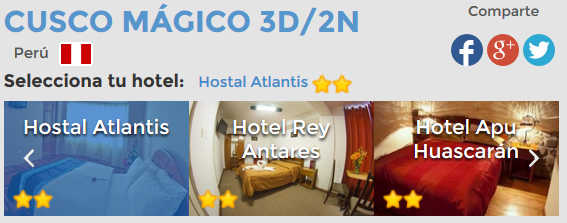 CUSCO MÁGICO 3D/2N
Comparte
Perú
Selecciona tu hotel: Hostal Atlantis
Hostal Atlantis
Hotel Rey
Antares
Hotel Apu
Huascarán